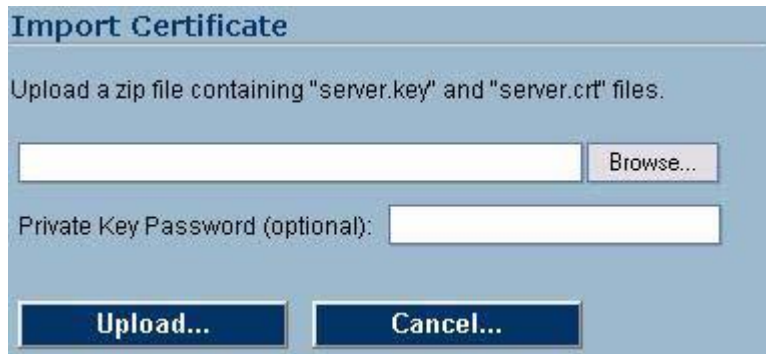 Import Certificate
Upload a zip file containing "server.key" and "server.crt" files.
Browse...
Private Key Password (optional):
Upload... Cancel...